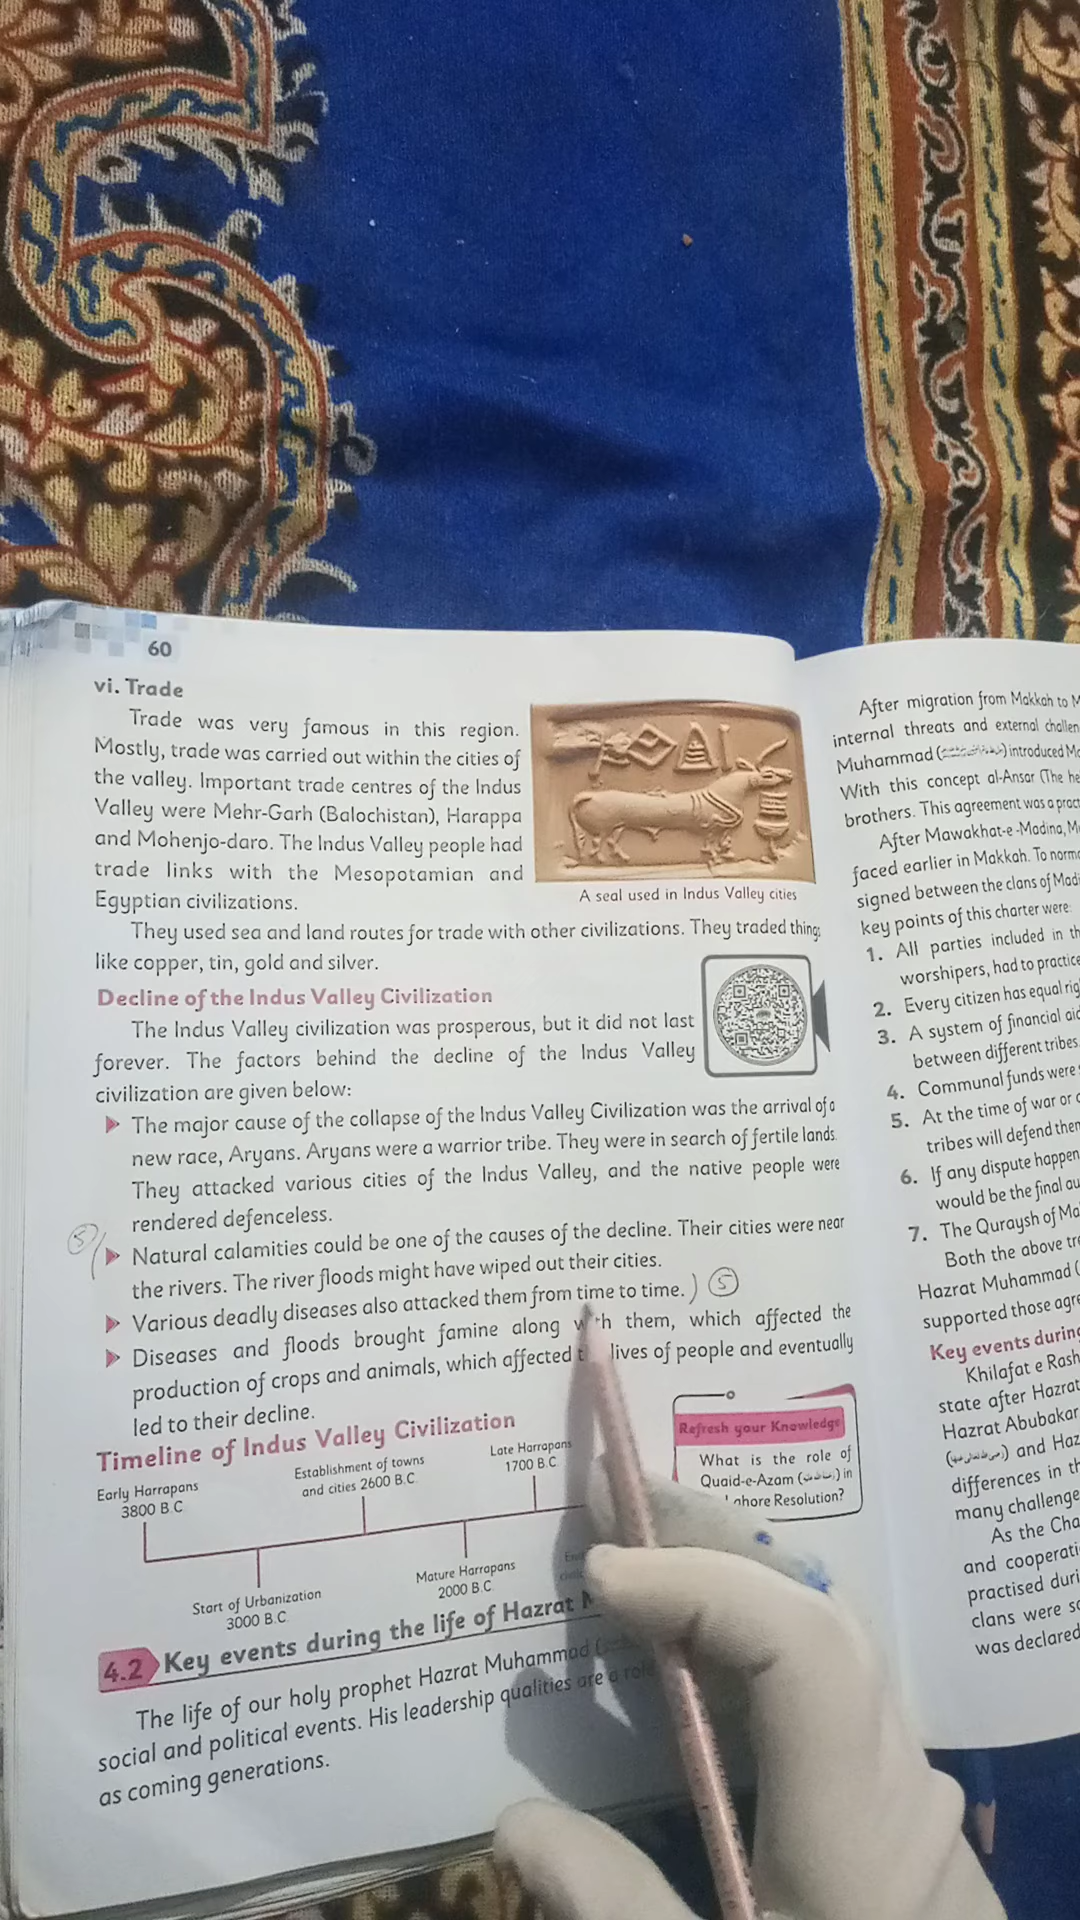 60
vi. Trade
Trade was very famous in this region.
Mostly, trade was carried out within the cities of
the valley. Important trade centres of the Indus
Valley were Mehr-Garh (Balochistan), Harappa
and Mohenjo-daro. The Indus Valley people had
trade links with the Mesopotamian and
Egyptian civilizations.
A seal used in Indus Valley cities
They used sea and land routes for trade with other civilizations. They traded things
like copper, tin, gold and silver.
Decline of the Indus Valley Civilization
The Indus Valley civilization was prosperous, but it did not last
forever. The factors behind the decline of the Indus Valley
civilization are given below:
The major cause of the collapse of the Indus Valley Civilization was the arrival of a
new race, Aryans. Aryans were a warrior tribe. They were in search of fertile lands.
They attacked various cities of the Indus Valley, and the native people were
rendered defenceless.
5
Natural calamities could be one of the causes of the decline. Their cities were near
the rivers. The river floods might have wiped out their cities.
Various deadly diseases also attacked them from time to time.) 5
Diseases and floods brought famine along with them, which affected the
production of crops and animals, which affected lives of people and eventually
led to their decline.
Timeline of Indus Valley Civilization
Early Harrapans
3800 B.C
Establishment of towns
and cities 2600 B.C.
Late Harrapans
1700 B.C.
Start of Urbanization
3000 B.C
Mature Harrapans
2000 B.C.
Refresh your Knowledge
What is the role of
Quaid-e-Azam in
Lahore Resolution?
4.2 Key events during the life of Hazrat
The life of our holy prophet Hazrat Muhammad
social and political events. His leadership qualities are a
as coming generations.
After migration from Makkah to
internal threats and external
Muhammad introduced
With this concept al-Ansar (The
brothers. This agreement was a
After Mawakhat-e-Madina,
faced earlier in Makkah. To
signed between the clans of
key points of this charter were:
1. All parties included in
worshipers, had to practice
2. Every citizen has equal
3. A system of financial
between different tribes.
4. Communal funds were
5. At the time of war or
tribes will defend
6. If any dispute
would be the final
7. The Quraysh of
Both the above
Hazrat Muhammad
supported those
Key events during
Khilafat e
state after Hazrat
Hazrat Abubakar
and
differences in
many
As the
and
practised
clans were
was declared